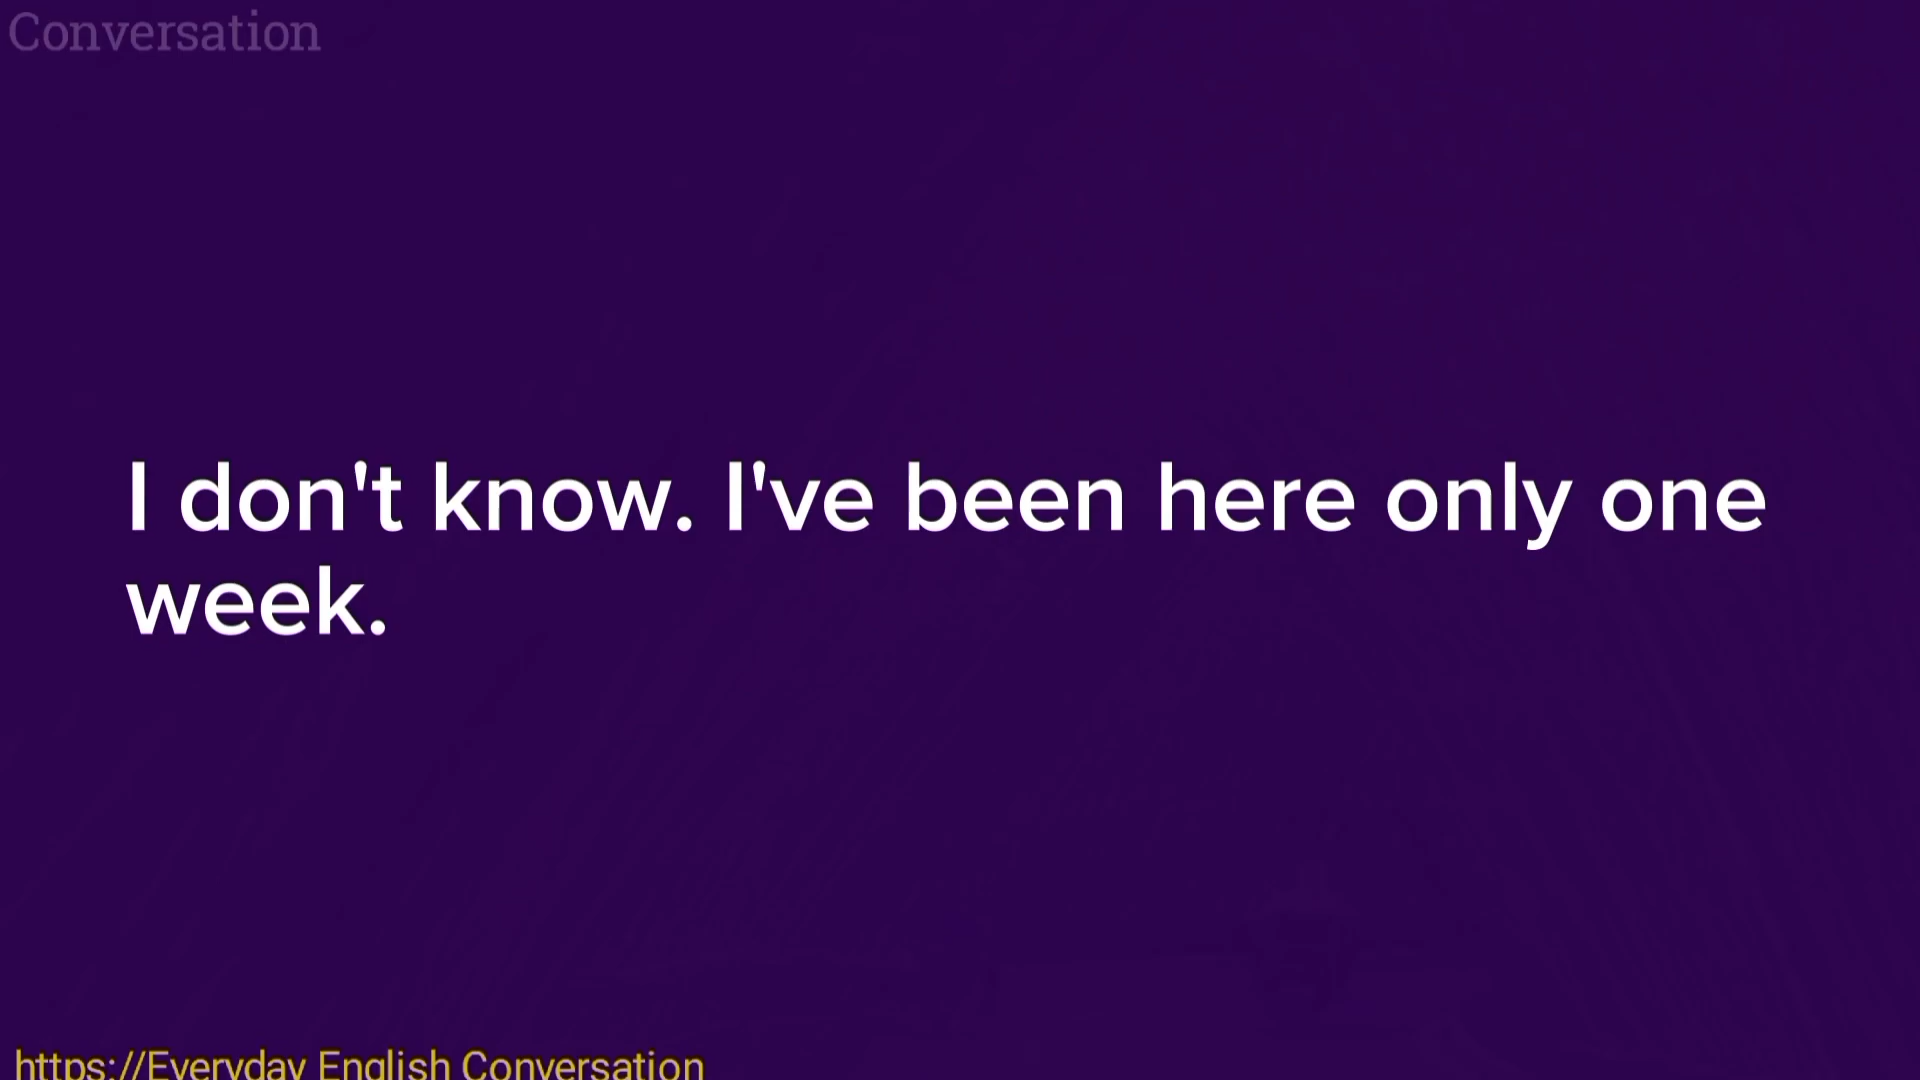 Conversation
I don't know. I've been here only one
week.
https://Everyday English Conversation